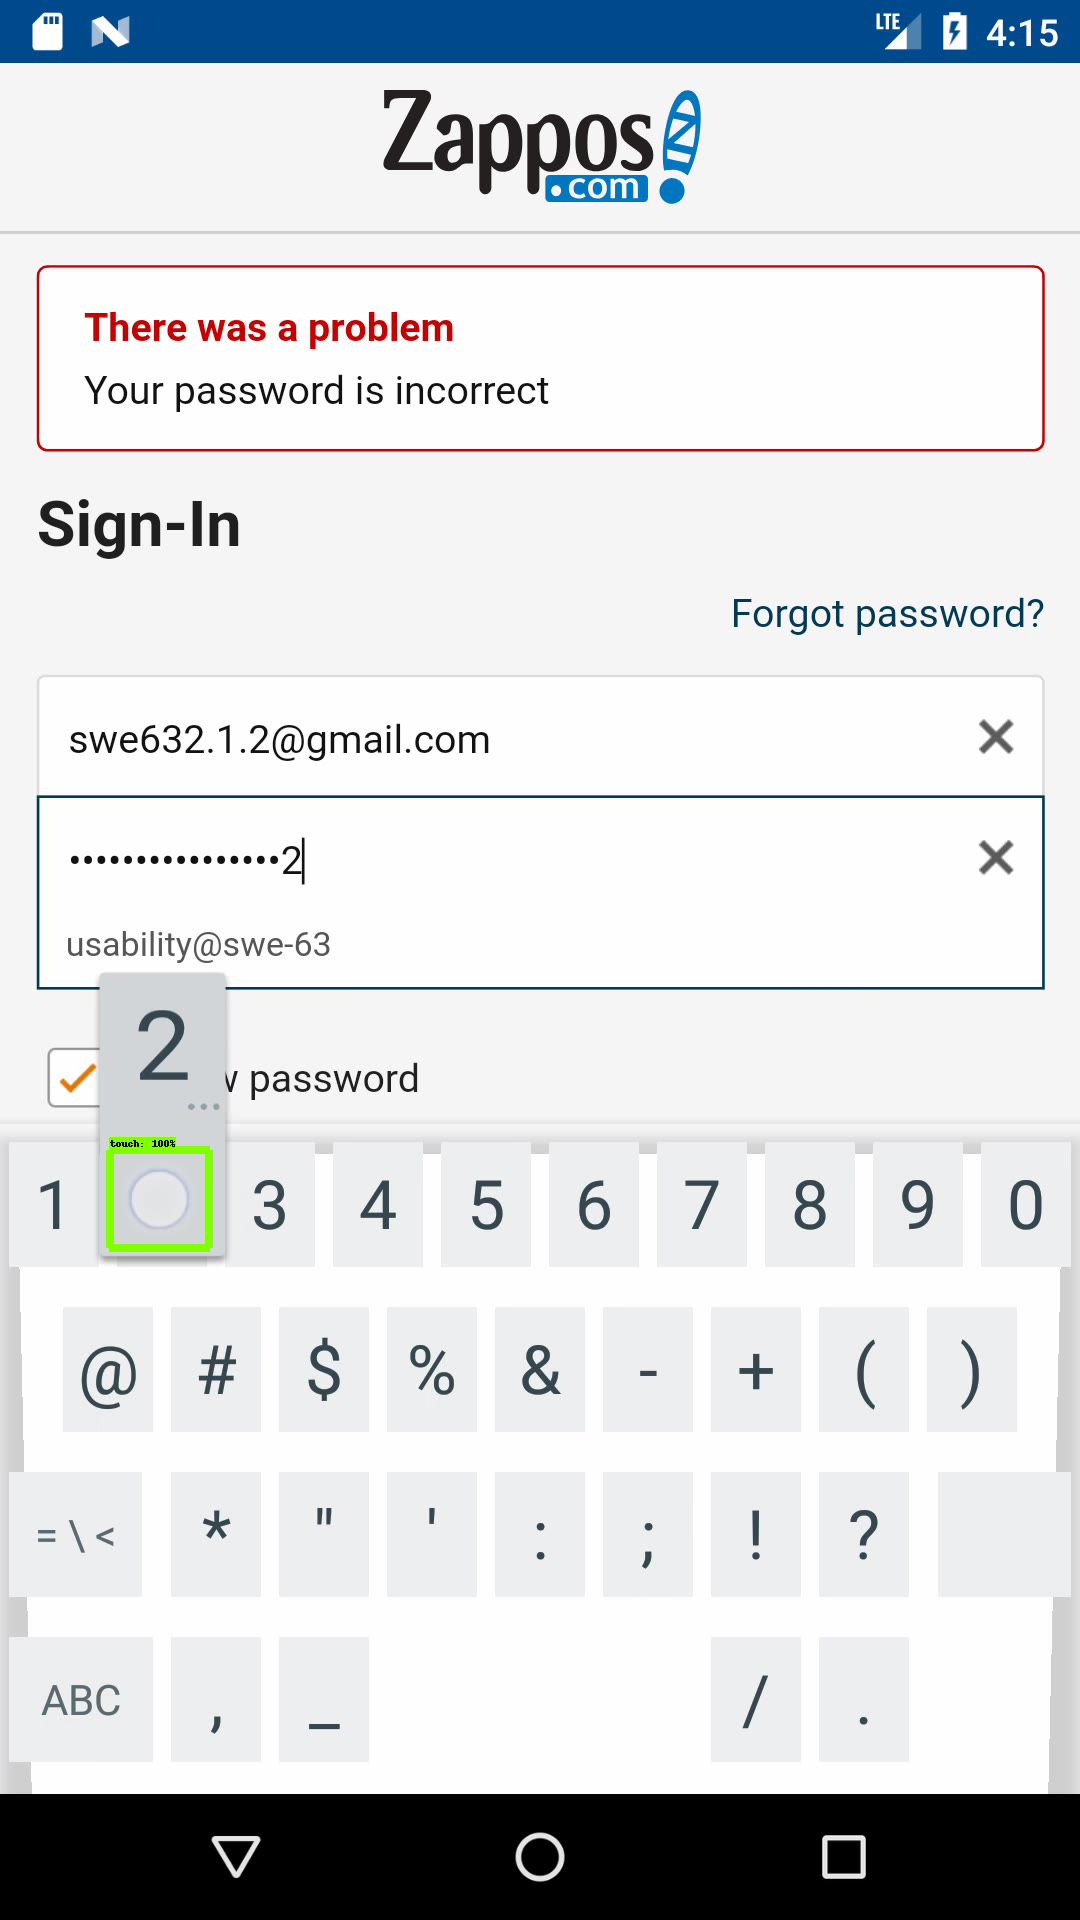 LTE 4:15
Zappos
.com
There was a problem
Your password is incorrect
Sign-In
Forgot password?
swe632.1.2@gmail.com
••••••••••••••••2
usability@swe-63
2
password
touch: 100%
1 3 4 5 6 7 8 9 0
@ # $ % & - + ( )
= \ < * " ' : ; ! ?
ABC , _ / .